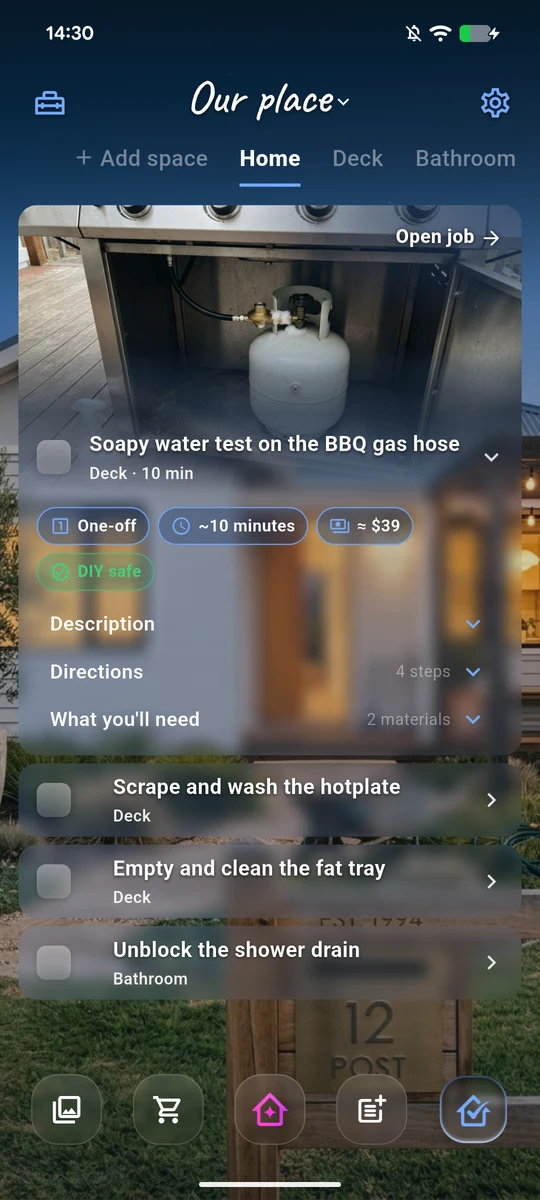 14:30
Our place
+ Add space Home Deck Bathroom
Open job →
Soapy water test on the BBQ gas hose
Deck · 10 min
One-off ~10 minutes ≈ $39
DIY safe
Description
Directions 4 steps
What you'll need 2 materials
Scrape and wash the hotplate
Deck
Empty and clean the fat tray
Deck
EST. 1994
Unblock the shower drain
Bathroom
12
POST